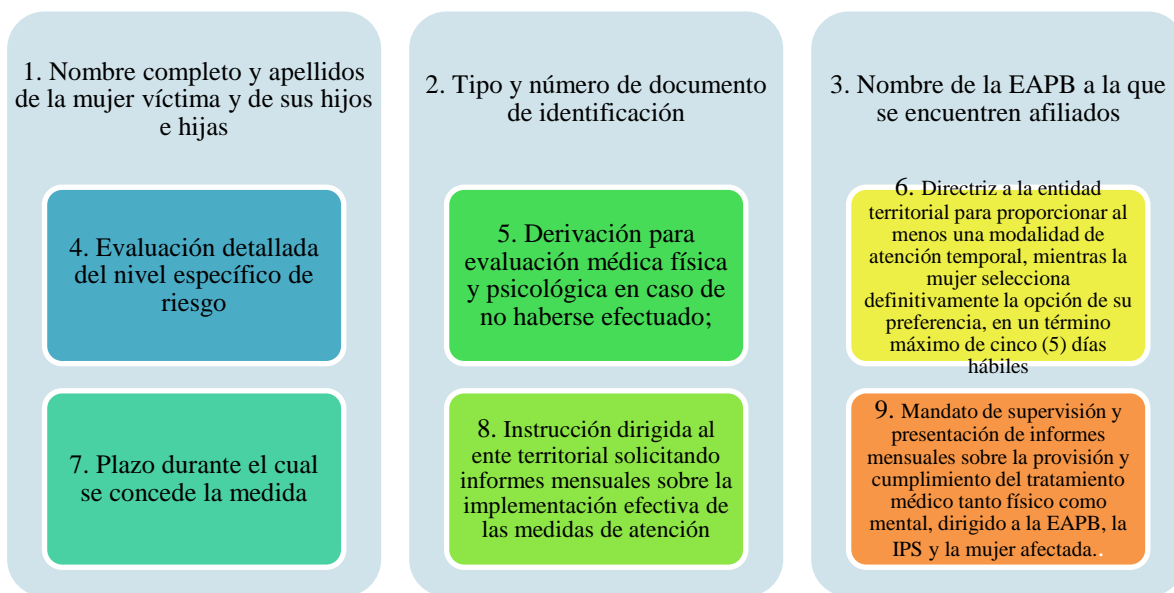 1. Nombre completo y apellidos
de la mujer víctima y de sus hijos
e hijas
2. Tipo y número de documento
de identificación
3. Nombre de la EAPB a la que
se encuentren afiliados
4. Evaluación detallada
del nivel específico de
riesgo
5. Derivación para
evaluación médica física
y psicológica en caso de
no haberse efectuado;
6. Directriz a la entidad
territorial para proporcionar al
menos una modalidad de
atención temporal, mientras la
mujer selecciona
definitivamente la opción de su
preferencia, en un término
máximo de cinco (5) días
hábiles
7. Plazo durante el cual
se concede la medida
8. Instrucción dirigida al
ente territorial solicitando
informes mensuales sobre la
implementación efectiva de
las medidas de atención
9. Mandato de supervisión y
presentación de informes
mensuales sobre la provisión y
cumplimiento del tratamiento
médico tanto físico como
mental, dirigido a la EAPB, la
IPS y la mujer afectada..